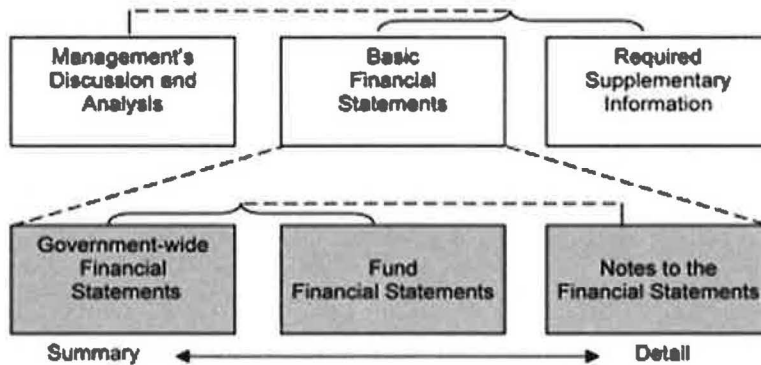 Management's
Discussion and
Analysis
Basic
Financial
Statements
Required
Supplementary
Information
Government-wide
Financial
Statements
Fund
Financial Statements
Notes to the
Financial Statements
Summary
Detail